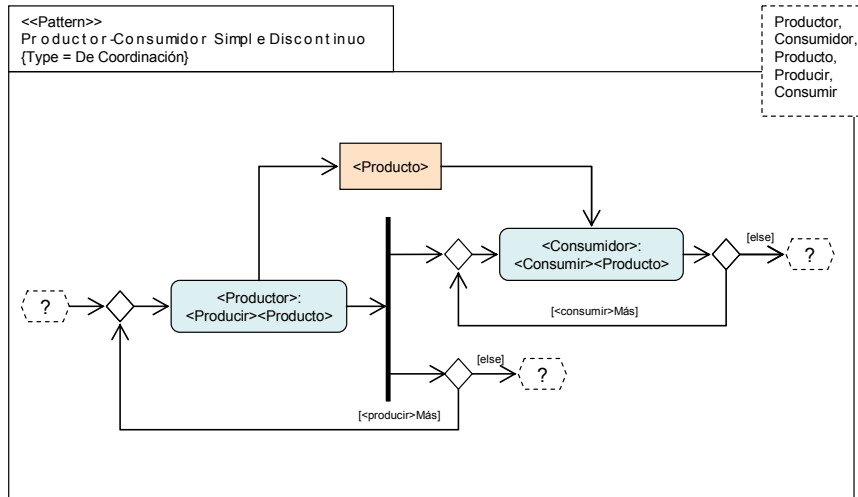 <<Pattern>>
Productor-Consumidor Simple Discontinuo
{Type = De Coordinación}
Productor,
Consumidor,
Producto,
Producir,
Consumir
<Producto>
<Consumidor>:
<Consumir><Producto>
[else]
?
<Productor>:
<Producir><Producto>
?
[<consumir>Más]
[else]
?
[<producir>Más]